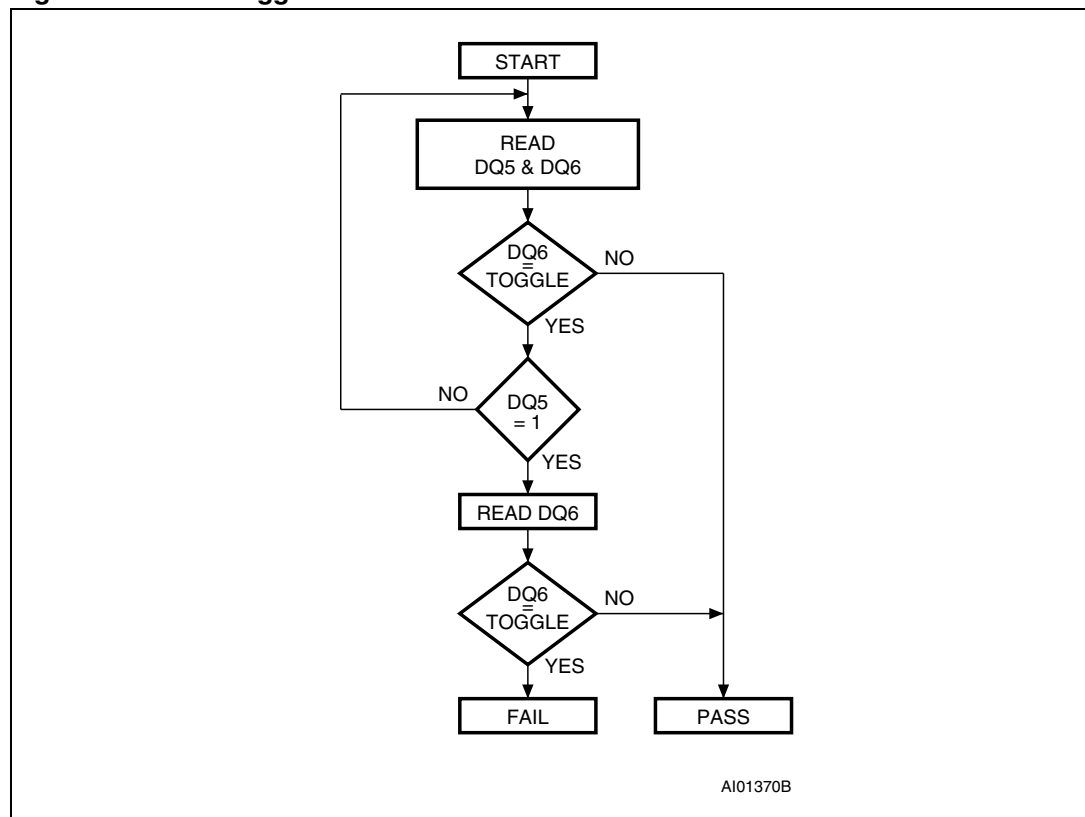 START
READ
DQ5 & DQ6
DQ6
=
TOGGLE
NO
YES
DQ5
= 1
NO
YES
READ DQ6
DQ6
=
TOGGLE
NO
YES
FAIL
PASS
AI01370B